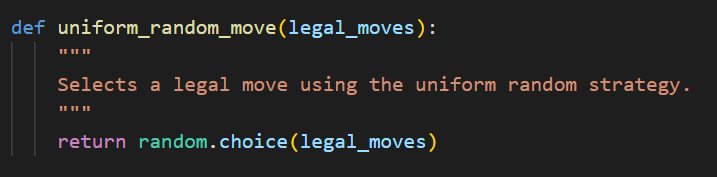 def uniform_random_move(legal_moves):
    """
    Selects a legal move using the uniform random strategy.
    """
    return random.choice(legal_moves)